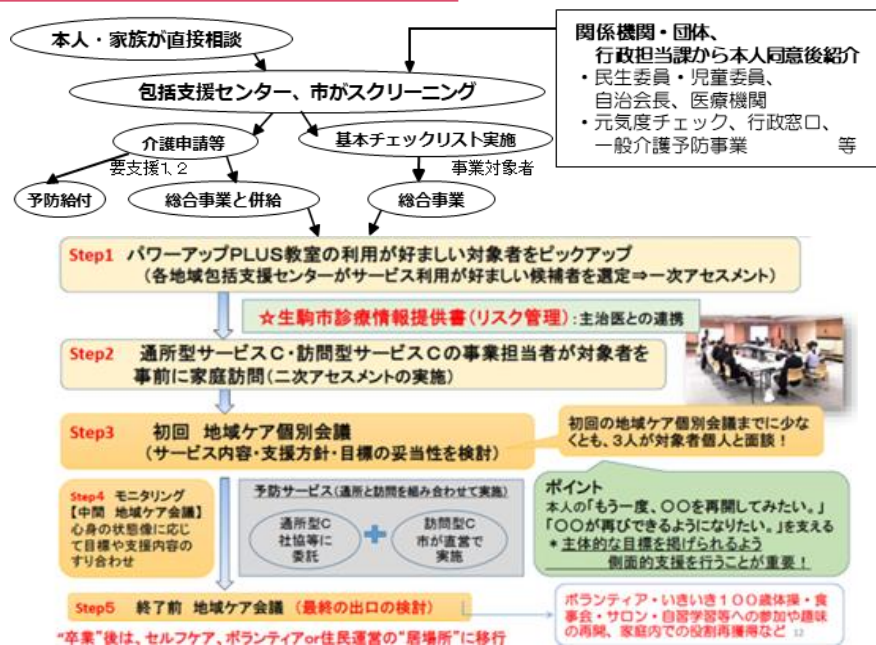 本人・家族が直接相談
関係機関・団体、
行政担当課から本人同意後紹介
・民生委員・児童委員、
自治会長、医療機関
・元気度チェック、行政窓口、
一般介護予防事業 等
包括支援センター、市がスクリーニング
介護申請等
基本チェックリスト実施
要支援1、2
事業対象者
予防給付
総合事業と併給
総合事業
Step1 パワーアップPLUS教室の利用が好ましい対象者をピックアップ
(各地域包括支援センターがサービス利用が好ましい候補者を選定⇒一次アセスメント)
☆生駒市診療情報提供書(リスク管理):主治医との連携
Step2 通所型サービスC・訪問型サービスCの事業担当者が対象者を
事前に家庭訪問(二次アセスメントの実施)
Step3 初回 地域ケア個別会議
(サービス内容・支援方針・目標の妥当性を検討)
初回の地域ケア個別会議までに少な
くとも、3人が対象者個人と面談!
Step4 モニタリング
【中間 地域ケア会議】
心身の状態像に応じ
て目標や支援内容の
すり合わせ
予防サービス(通所と訪問を組み合わせて実施)
通所型C
社協等に
委託
訪問型C
市が直営で
実施
ポイント
本人の「もう一度、〇〇を再開してみたい。」
「〇〇が再びできるようになりたい。」を支える
*主体的な目標を掲げられるよう
側面的支援を行うことが重要!
Step5 終了前 地域ケア会議 (最終の出口の検討)
ボランティア・いきいき100歳体操・食
事会・サロン・自習学習等への参加や趣味
の再開、家庭内での役割再獲得など 12
"卒業"後は、セルフケア、ボランティアor住民運営の"居場所"に移行